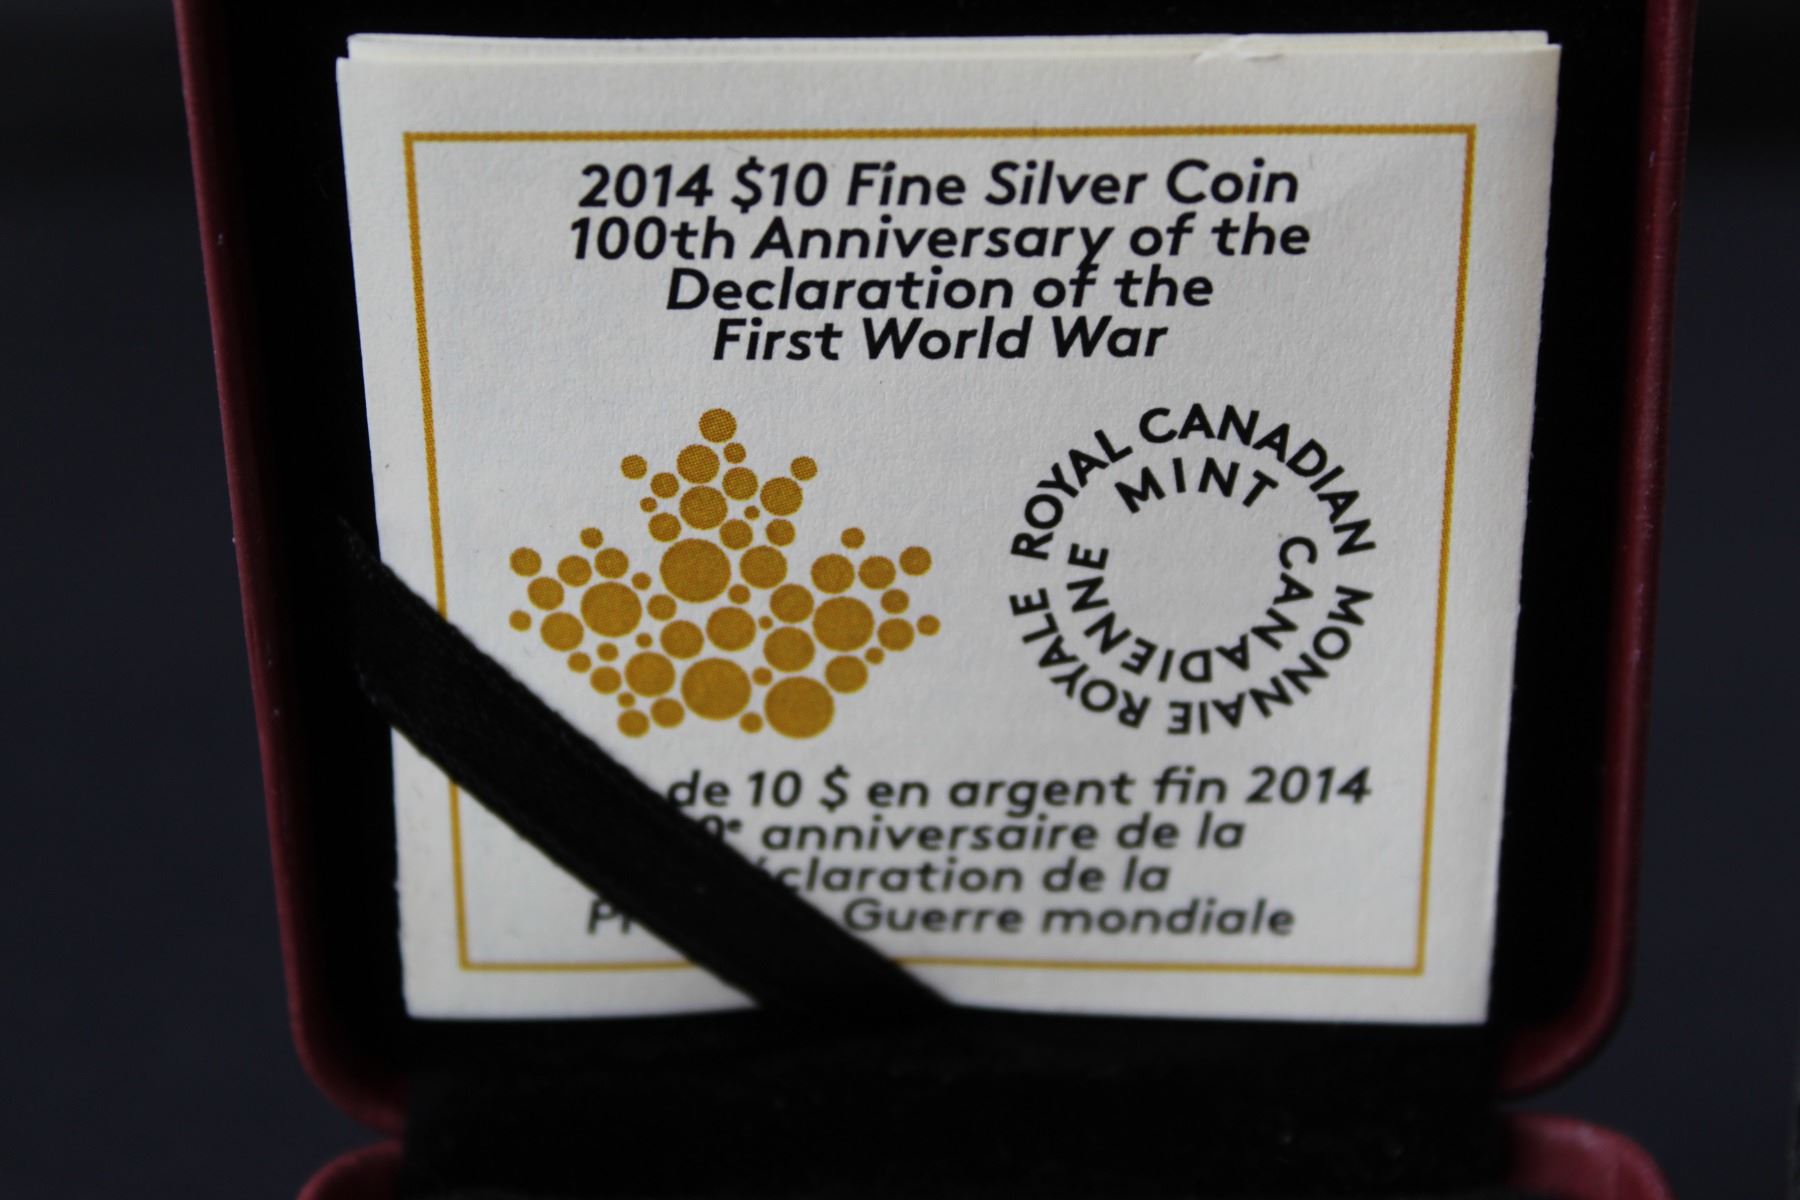 2014 $10 Fine Silver Coin
100th Anniversary of the
Declaration of the
First World War
ROYAL CANADIAN MINT
MONNAIE ROYALE CANADIENNE
de 10 $ en argent fin 2014
anniversaire de la
de la
Guerre mondiale